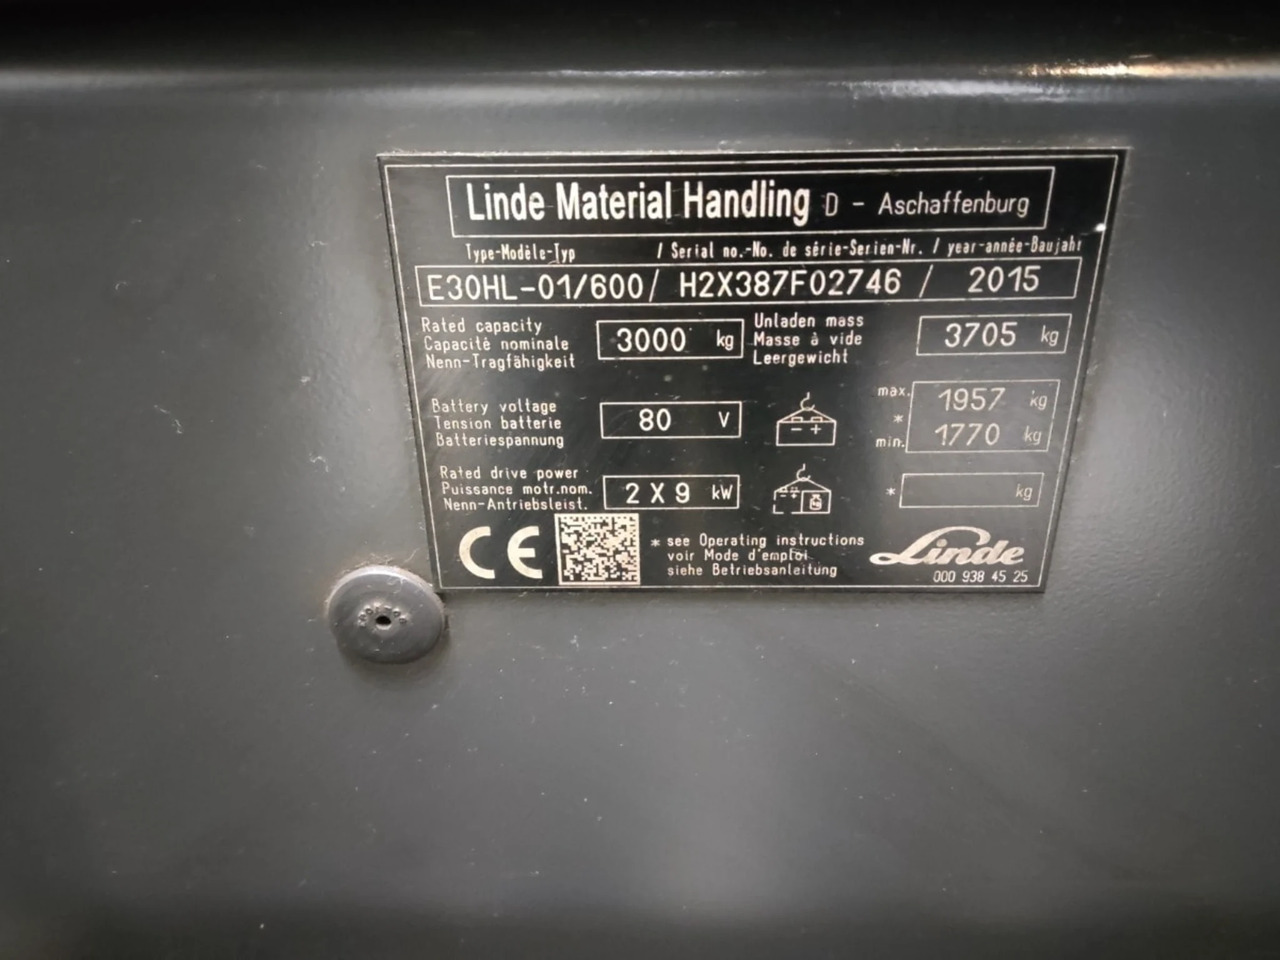 Linde Material Handling D - Aschaffenburg
Type-Modèle-Typ / Serial no.-No. de série-Serien-Nr. / year-année-Baujahr
E30HL-01/600/ H2X387F02746 / 2015
Rated capacity
Capacité nominale
Nenn-Tragfähigkeit
3000 kg
Unladen mass
Masse à vide
Leergewicht
3705 kg
Battery voltage
Tension batterie
Batteriespannung
80 V
- +
max. 1957 kg
*
min. 1770 kg
Rated drive power
Puissance motr.nom.
Nenn-Antriebsleist.
2 X 9 kW
- +
kg
* kg
CE
* see Operating instructions
voir Mode d'emploi
siehe Betriebsanleitung
Linde
000 938 45 25